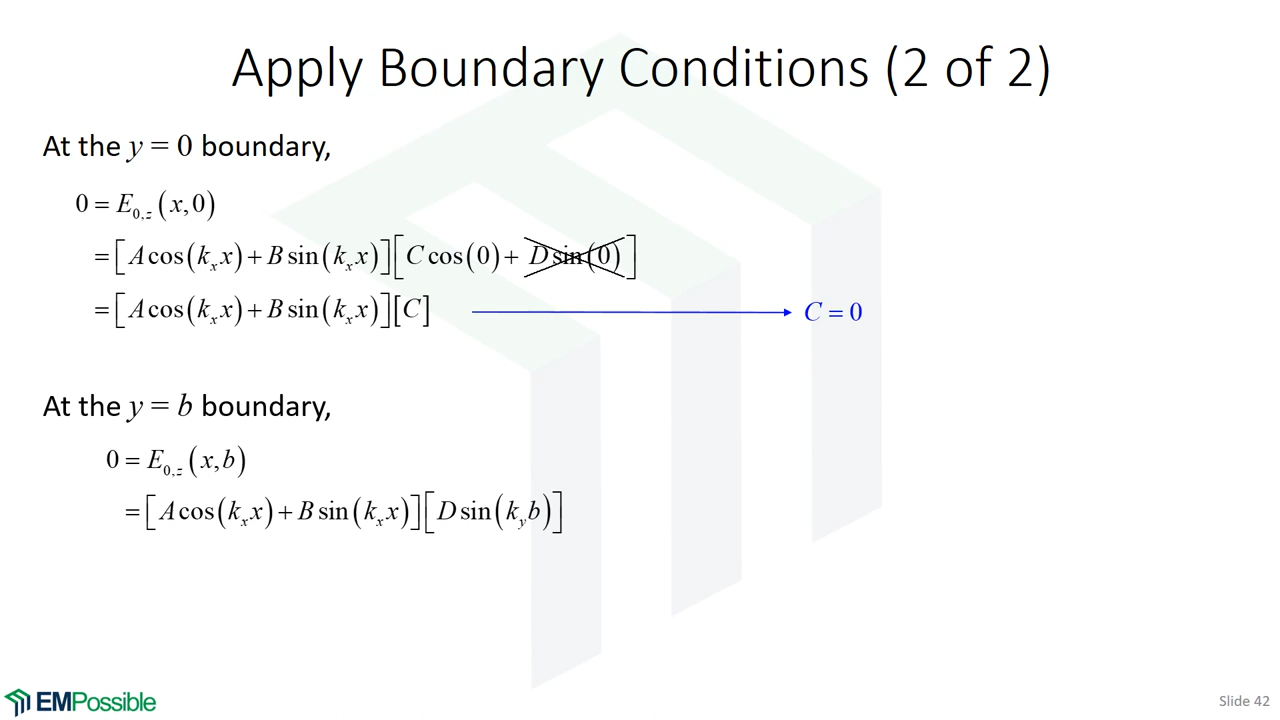 Apply Boundary Conditions (2 of 2)
At the y = 0 boundary,
0 = E₀,z (x,0)
= [A cos(kₓx) + B sin(kₓx)][C cos(0) + D sin(0)]
= [A cos(kₓx) + B sin(kₓx)][C]
C = 0
At the y = b boundary,
0 = E₀,z (x,b)
= [A cos(kₓx) + B sin(kₓx)][D sin(k_y b)]
EMPossible
Slide 42